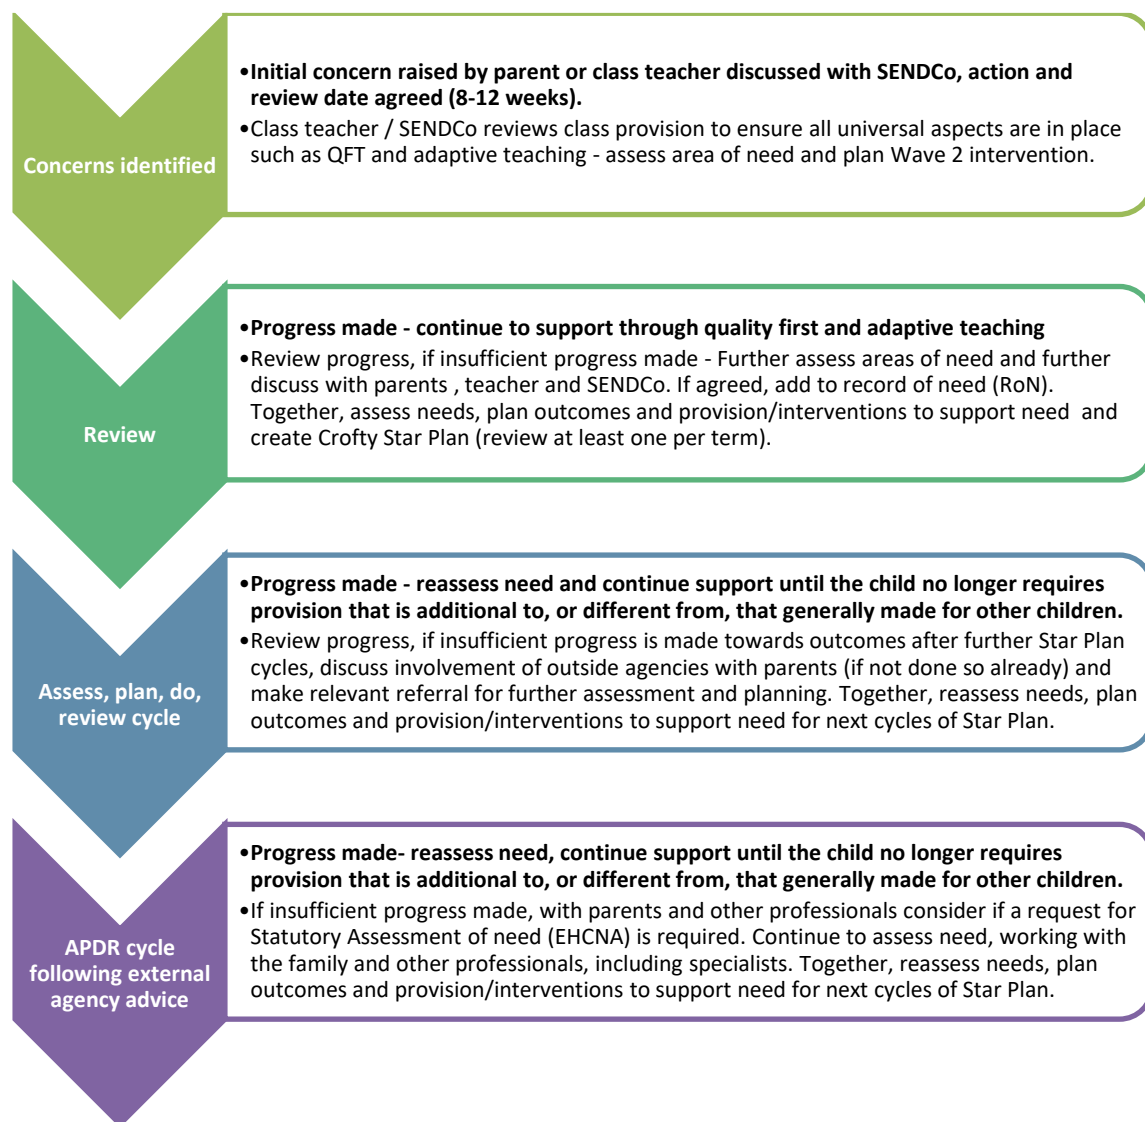 Concerns identified
•Initial concern raised by parent or class teacher discussed with SENDCo, action and
review date agreed (8-12 weeks).
•Class teacher / SENDCo reviews class provision to ensure all universal aspects are in place
such as QFT and adaptive teaching - assess area of need and plan Wave 2 intervention.
Review
•Progress made - continue to support through quality first and adaptive teaching
•Review progress, if insufficient progress made - Further assess areas of need and further
discuss with parents , teacher and SENDCo. If agreed, add to record of need (RoN).
Together, assess needs, plan outcomes and provision/interventions to support need  and
create Crofty Star Plan (review at least one per term).
Assess, plan, do,
review cycle
•Progress made - reassess need and continue support until the child no longer requires
provision that is additional to, or different from, that generally made for other children.
•Review progress, if insufficient progress is made towards outcomes after further Star Plan
cycles, discuss involvement of outside agencies with parents (if not done so already) and
make relevant referral for further assessment and planning. Together, reassess needs, plan
outcomes and provision/interventions to support need for next cycles of Star Plan.
APDR cycle
following external
agency advice
•Progress made- reassess need, continue support until the child no longer requires
provision that is additional to, or different from, that generally made for other children.
•If insufficient progress made, with parents and other professionals consider if a request for
Statutory Assessment of need (EHCNA) is required. Continue to assess need, working with
the family and other professionals, including specialists. Together, reassess needs, plan
outcomes and provision/interventions to support need for next cycles of Star Plan.